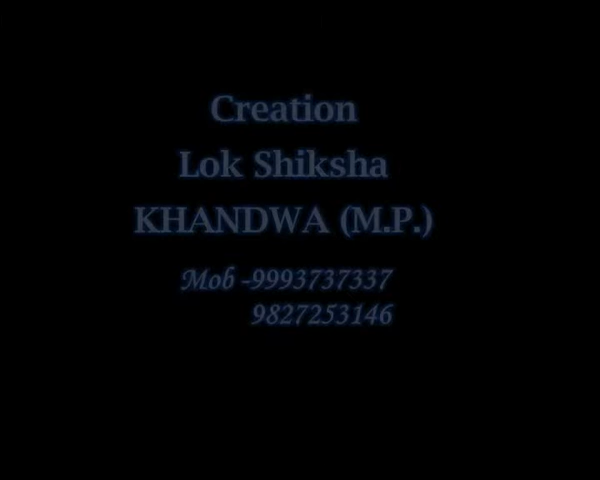 Creation
Lok Shiksha
KHANDWA (M.P.)
Mob -9993737337
9827253146